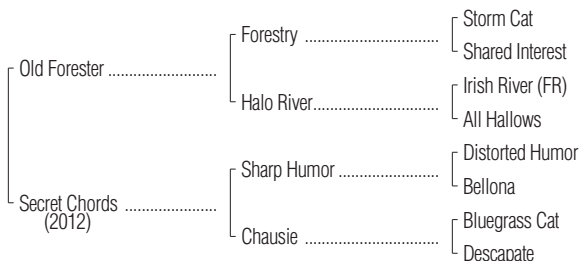 Storm Cat
Forestry ........................................
Shared Interest
Old Forester .................................
Irish River (FR)
Halo River......................................
All Hallows
Distorted Humor
Sharp Humor ...............................
Bellona
Secret Chords ............................
(2012)
Bluegrass Cat
Chausie ........................................
Descapate